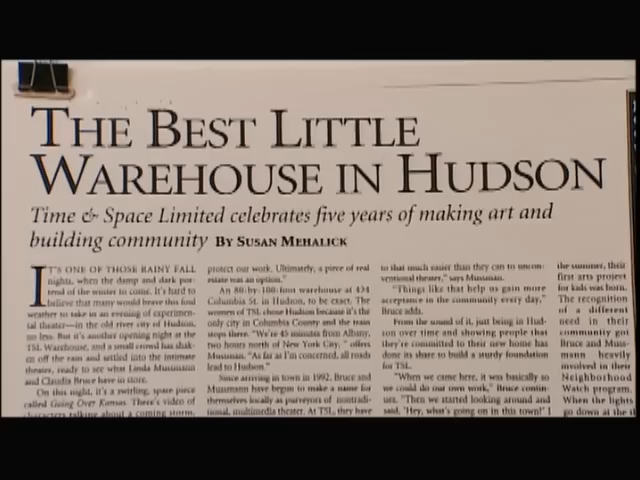 THE BEST LITTLE
WAREHOUSE IN HUDSON
Time & Space Limited celebrates five years of making art and
building community BY SUSAN MEHALICK
IT'S ONE OF THOSE RAINY FALL
nights, when the damp and dark por-
tend of the winter to come. It's hard to
believe that many would brave this foul
weather to take in an evening of experimen-
tal theater—in the old river city of Hudson,
no less. But it's another opening night at the
TSL Warehouse, and a small crowd has shak-
en off the rain and settled into the intimate
theater, ready to see what Linda Mussmann
and Claudia Bruce have in store.
On this night, it's a swirling, spare piece
called Going Over Kansas. There's video of
characters talking about a coming storm,
protect our work. Ultimately, a piece of real
estate was an option."
An 80-by-100-foot warehouse at 434
Columbia St. in Hudson, to be exact. The
women of TSL chose Hudson because it's the
only city in Columbia County and the train
stops there. "We're 45 minutes from Albany,
two hours north of New York City," offers
Mussman. "As far as I'm concerned, all roads
lead to Hudson."
Since arriving in town in 1992, Bruce and
Mussmann have begun to make a name for
themselves locally as purveyors of nontradi-
tional, multimedia theater. At TSL, they have
to that much easier than they can to uncon-
ventional theater," says Mussman.
"Things like that help us gain more
acceptance in the community every day,"
Bruce adds.
From the sound of it, just being in Hud-
son over time and showing people that
they're committed to their new home has
done its share to build a sturdy foundation
for TSL.
"When we came here, it was basically so
we could do our own work," Bruce contin-
ues. "Then we started looking around and
said, 'Hey, what's going on in this town?' I
the summer, their
first arts project
for kids was born.
The recognition
of a different
need in their
community got
Bruce and Muss-
mann heavily
involved in their
Neighborhood
Watch program.
When the lights
go down at the